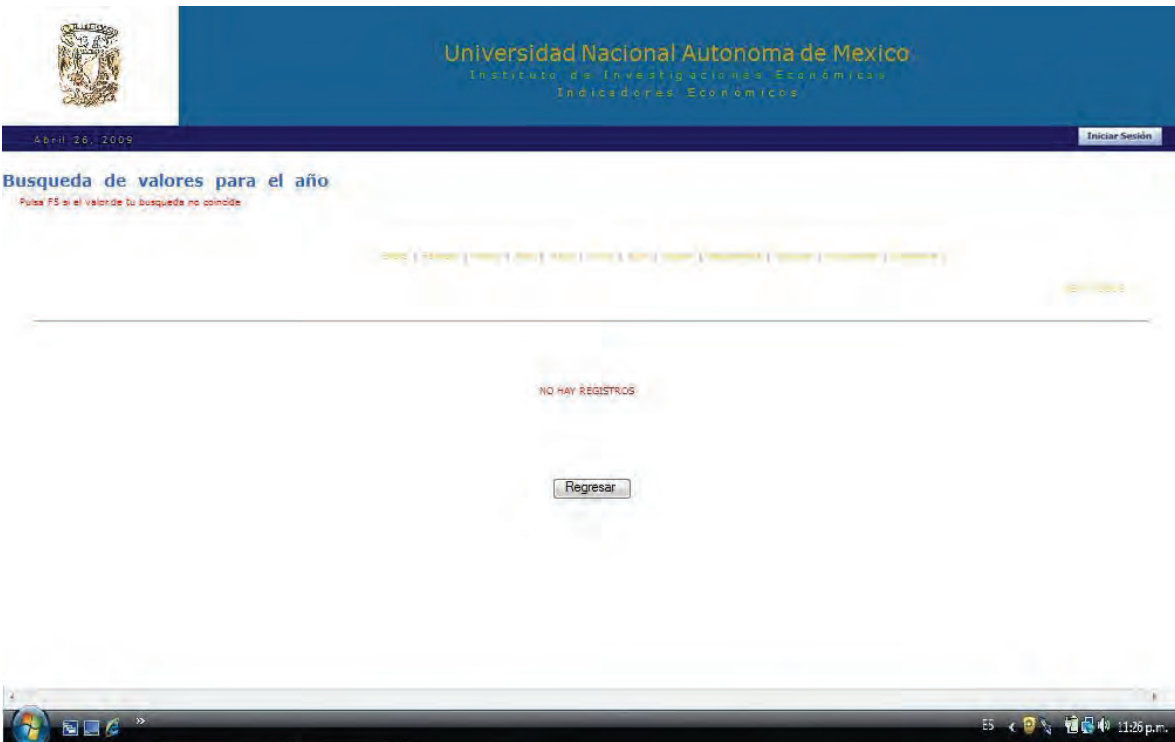 Universidad Nacional Autonoma de Mexico
Instituto de Investigaciones Económicas
Indicadores Económicos
Abril 26, 2009
Iniciar Sesión
Busqueda de valores para el año
Pulsa F5 si el valor de tu busqueda no coincide
NO HAY REGISTROS
Regresar
ES
11:26 p.m.